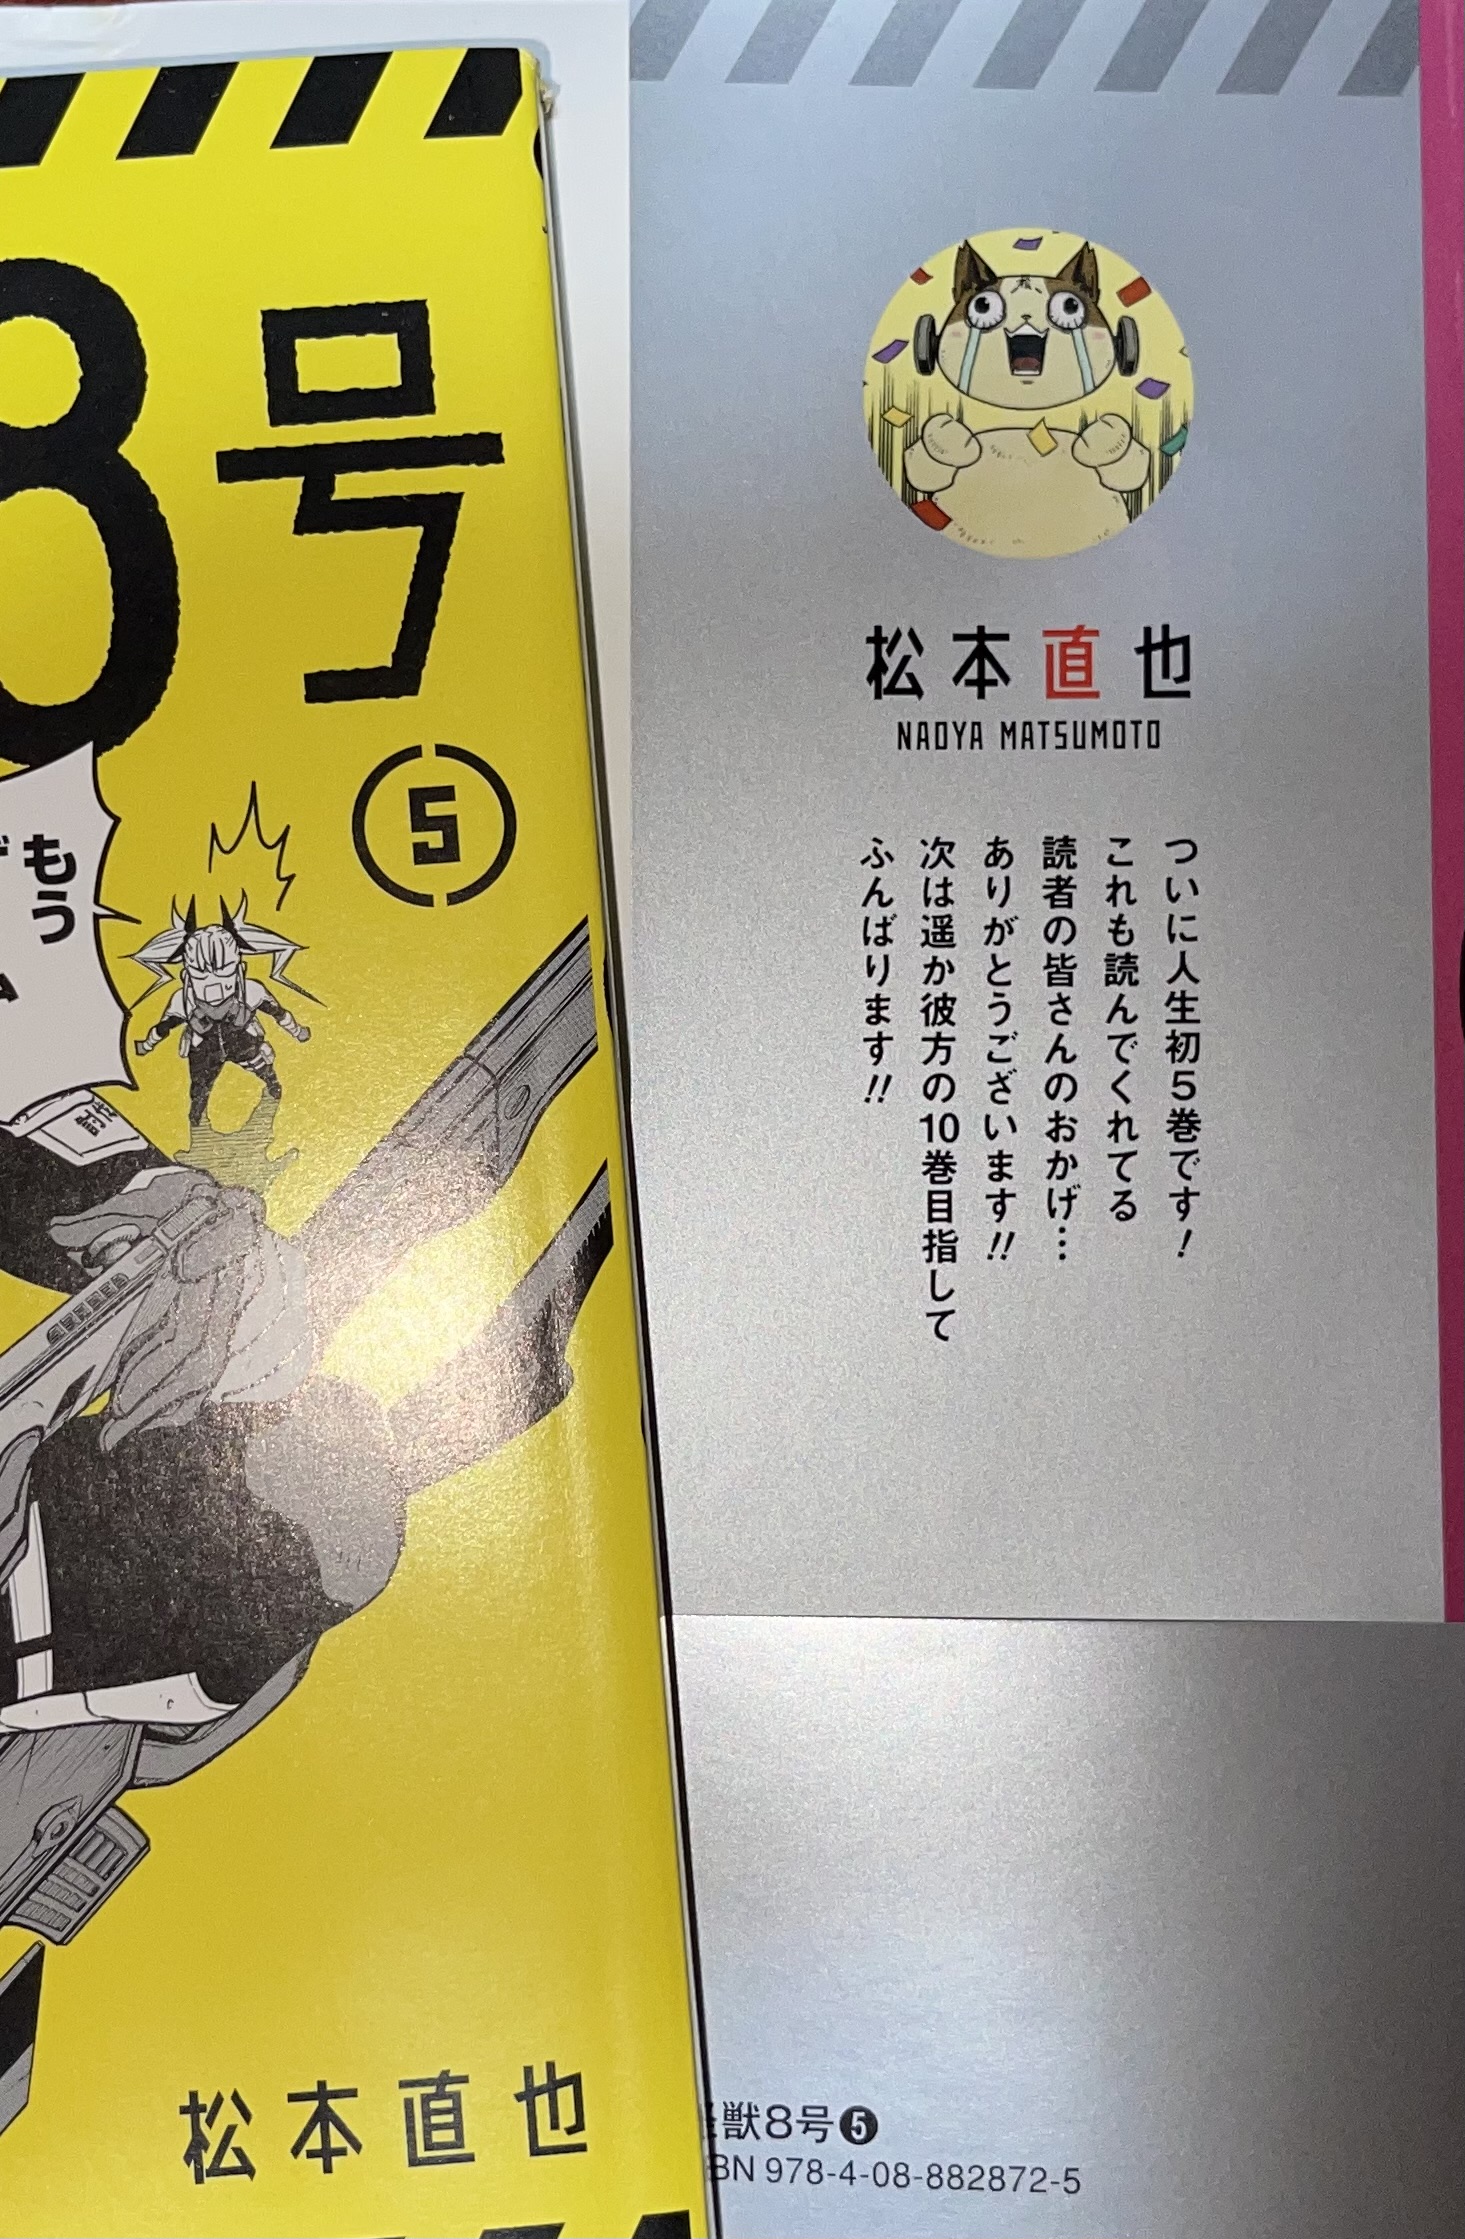 8号
5
もう
松本直也
松本直也
NAOYA MATSUMOTO
ついに人生初5巻です！
これも読んでくれてる
読者の皆さんのおかげ…
ありがとうございます!!
次は遥か彼方の10巻目指して
ふんばります!!
獣8号❺
BN 978-4-08-882872-5